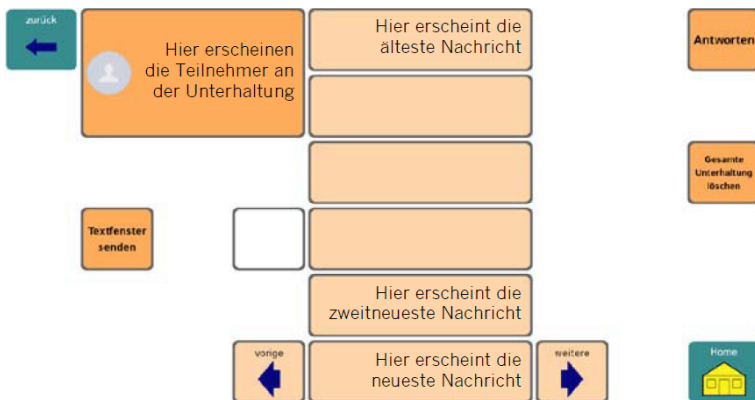 zurück
Hier erscheinen
die Teilnehmer an
der Unterhaltung
Hier erscheint die
älteste Nachricht
Antworten
Gesamte
Unterhaltung
löschen
Textfenster
senden
Hier erscheint die
zweitneueste Nachricht
vorige
Hier erscheint die
neueste Nachricht
weitere
Home